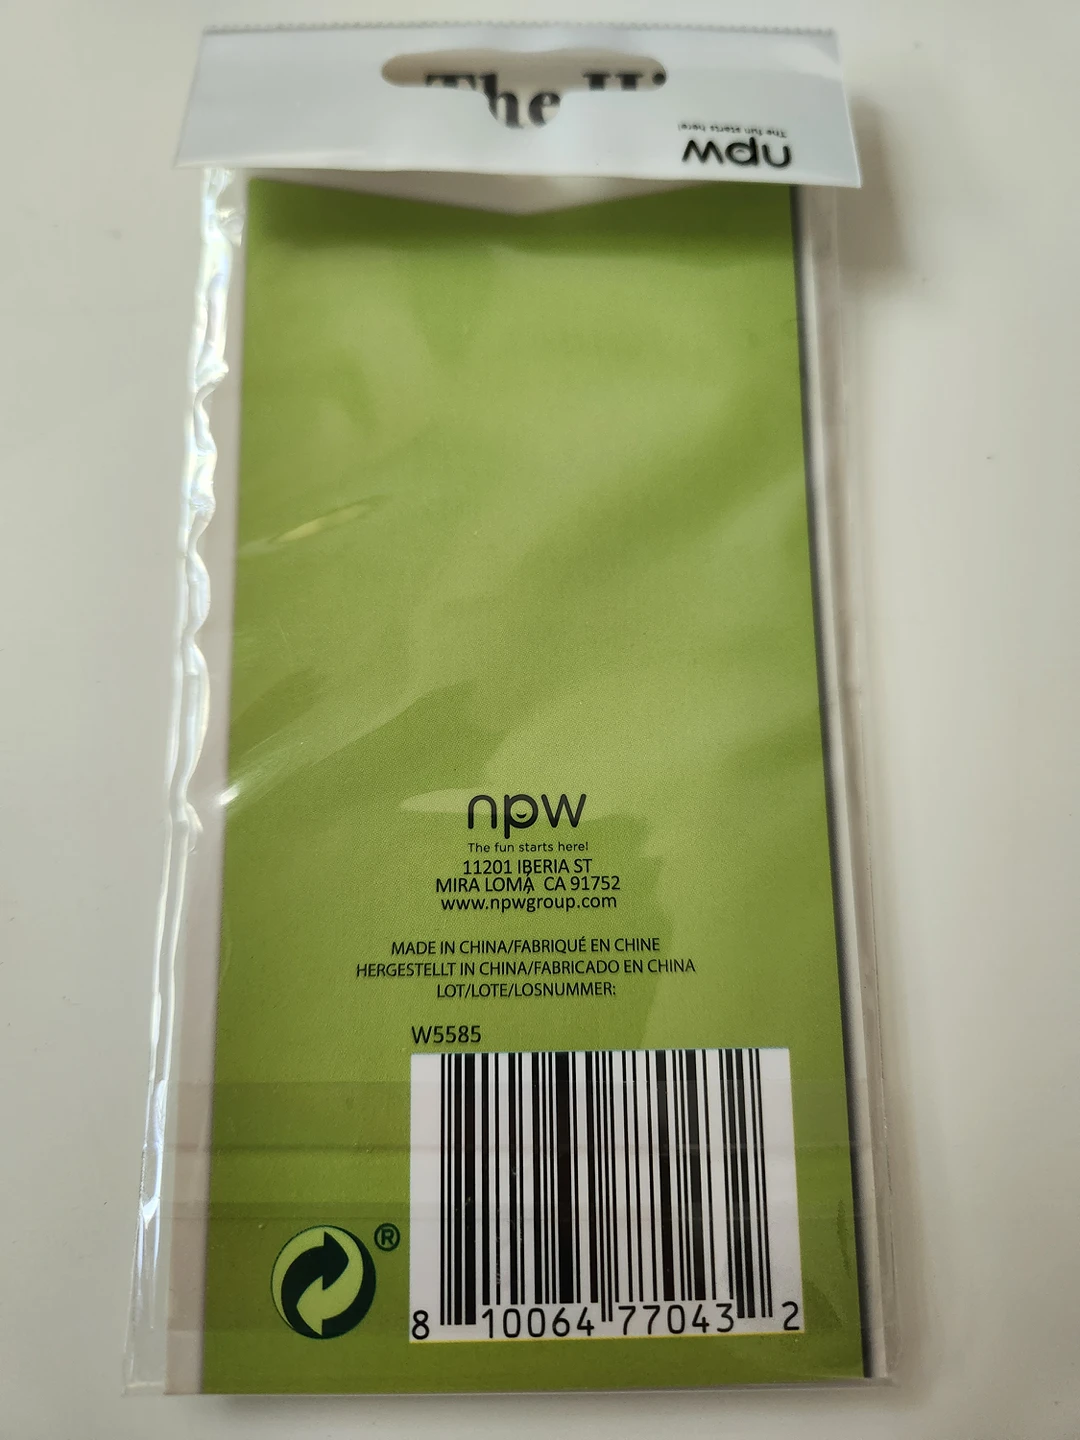 The
npw
The fun starts here!
npw
The fun starts here!
11201 IBERIA ST
MIRA LOMA, CA 91752
www.npwgroup.com
MADE IN CHINA/FABRIQUÉ EN CHINE
HERGESTELLT IN CHINA/FABRICADO EN CHINA
LOT/LOTE/LOSNUMMER:
W5585
®
8 10064 77043 2